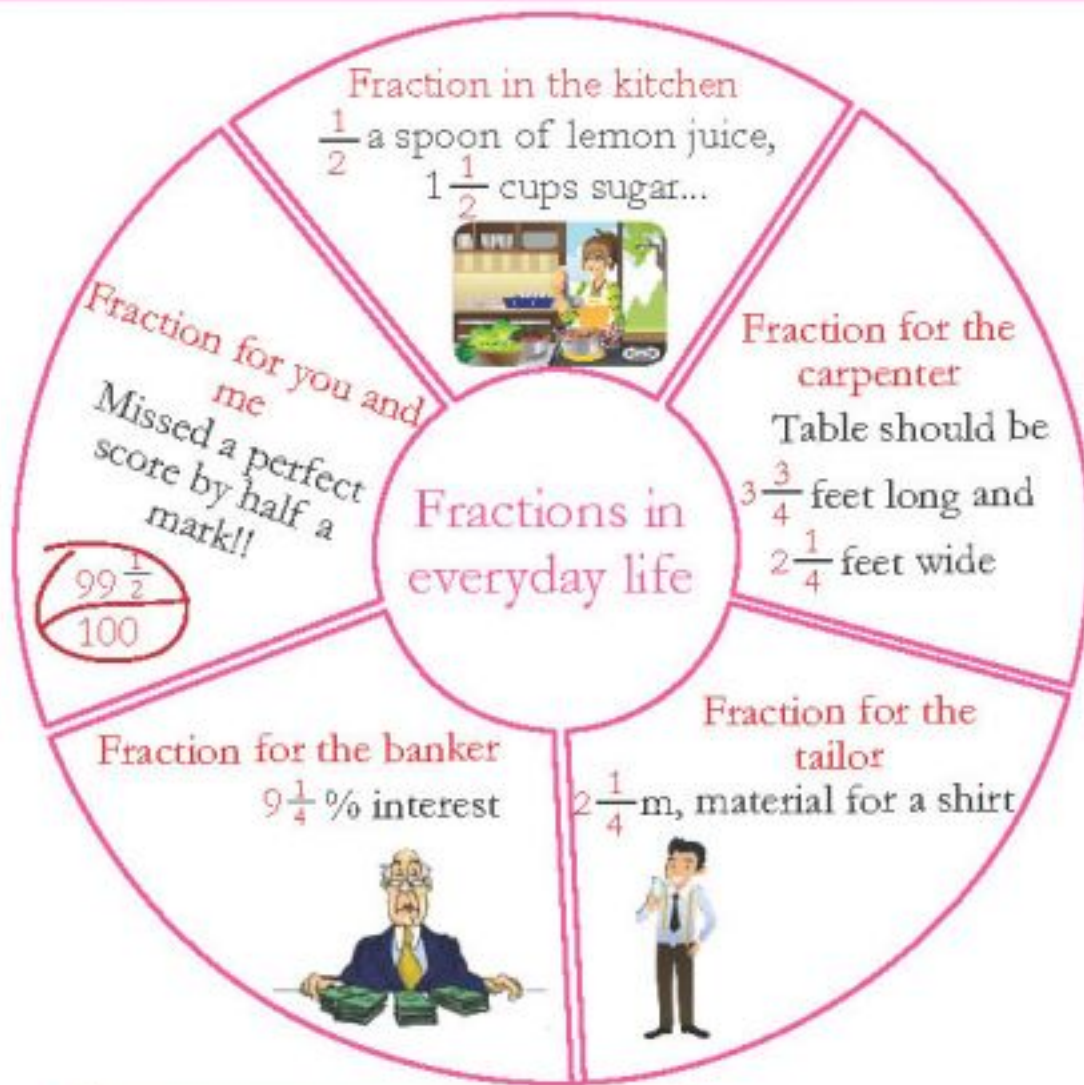 Fraction in the kitchen
1/2 a spoon of lemon juice,
1 1/2 cups sugar...
Fraction for the
carpenter
Table should be
3 3/4 feet long and
2 1/4 feet wide
Fraction for the
tailor
2 1/4 m, material for a shirt
Fraction for the banker
9 1/4 % interest
Fraction for you and
me
Missed a perfect
score by half a
mark!!
99 1/2
100
Fractions in
everyday life